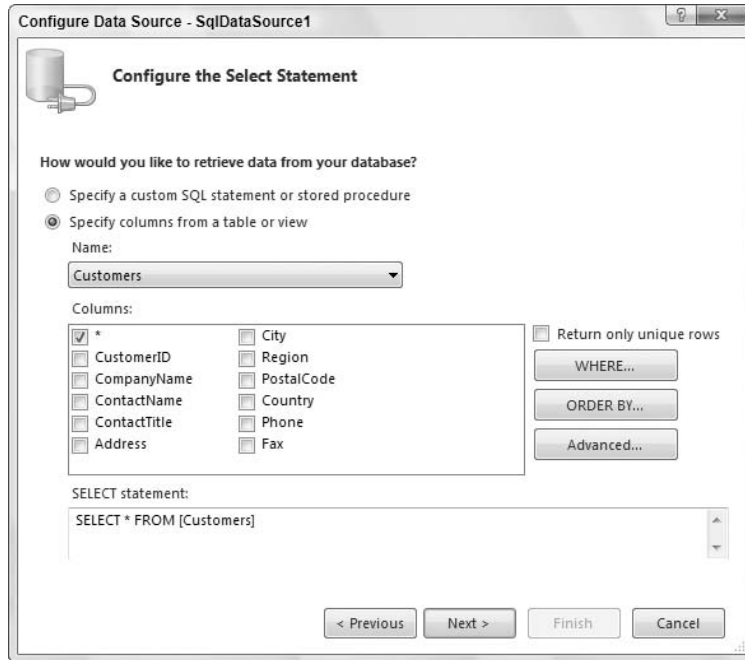 Configure Data Source - SqlDataSource1
Configure the Select Statement
How would you like to retrieve data from your database?
Specify a custom SQL statement or stored procedure
Specify columns from a table or view
Name:
Customers
Columns:
* City
CustomerID Region
CompanyName PostalCode
ContactName Country
ContactTitle Phone
Address Fax
Return only unique rows
WHERE...
ORDER BY...
Advanced...
SELECT statement:
SELECT * FROM [Customers]
< Previous Next > Finish Cancel